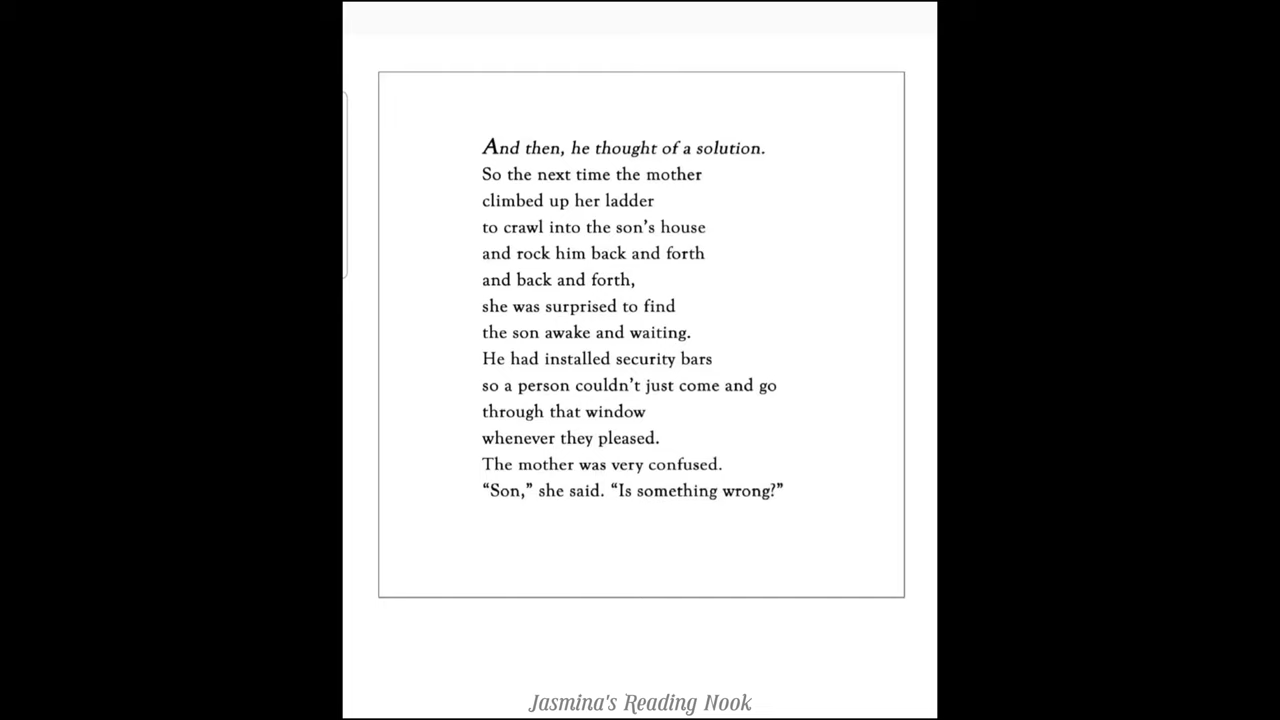 And then, he thought of a solution.
So the next time the mother
climbed up her ladder
to crawl into the son’s house
and rock him back and forth
and back and forth,
she was surprised to find
the son awake and waiting.
He had installed security bars
so a person couldn’t just come and go
through that window
whenever they pleased.
The mother was very confused.
“Son,” she said. “Is something wrong?”
Jasmina's Reading Nook